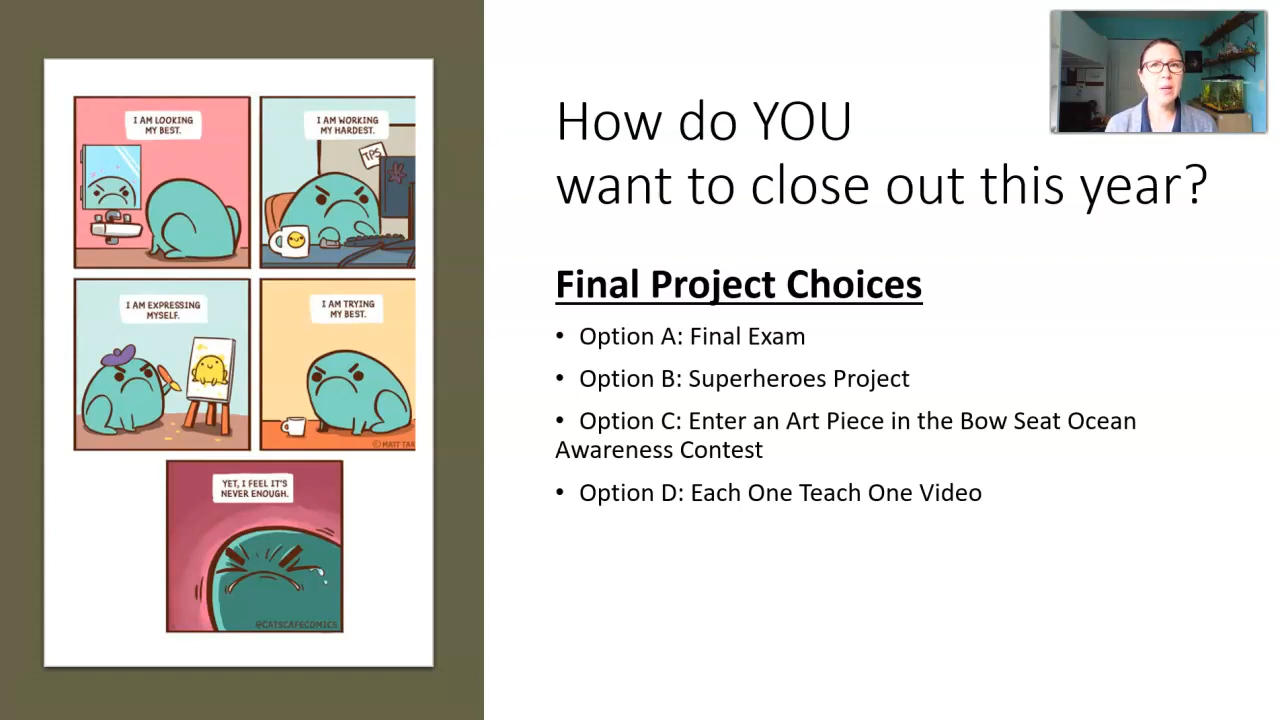 I AM LOOKING
MY BEST.
I AM WORKING
MY HARDEST.
TPS
I AM EXPRESSING
MYSELF.
I AM TRYING
MY BEST.
© MATT
YET, I FEEL IT'S
NEVER ENOUGH.
@CATSCAFECOMICS
How do YOU
want to close out this year?
Final Project Choices
• Option A: Final Exam
• Option B: Superheroes Project
• Option C: Enter an Art Piece in the Bow Seat Ocean
Awareness Contest
• Option D: Each One Teach One Video